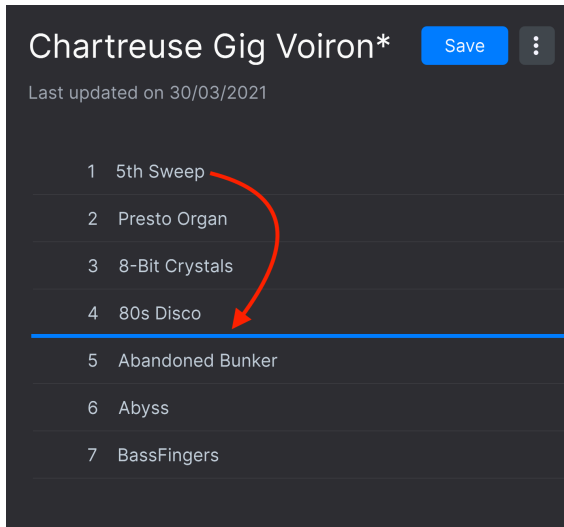 Chartreuse Gig Voiron* Save
Last updated on 30/03/2021
1 5th Sweep
2 Presto Organ
3 8-Bit Crystals
4 80s Disco
5 Abandoned Bunker
6 Abyss
7 BassFingers